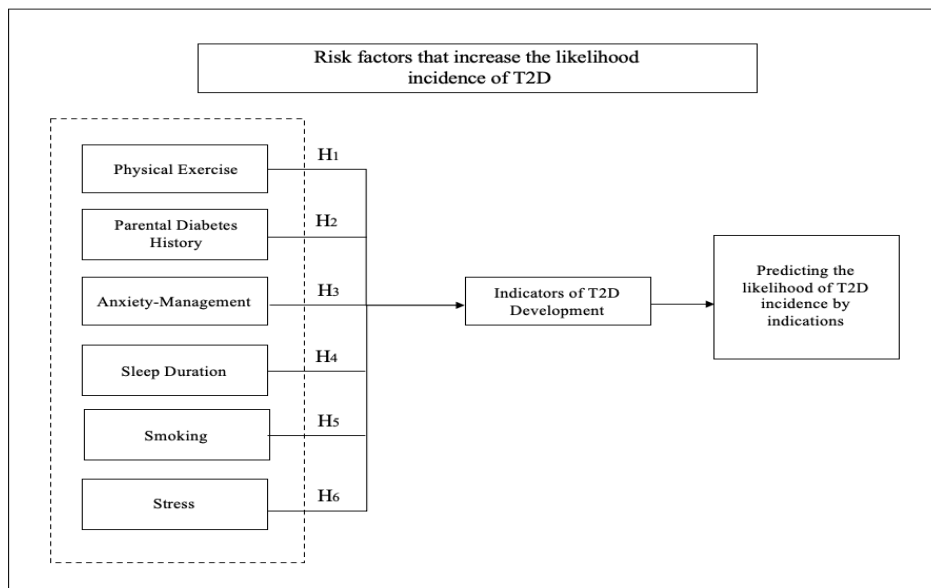 Risk factors that increase the likelihood
incidence of T2D
Physical Exercise
H1
Parental Diabetes
History
H2
Anxiety-Management
H3
Sleep Duration
H4
Smoking
H5
Stress
H6
Indicators of T2D
Development
Predicting the
likelihood of T2D
incidence by
indications